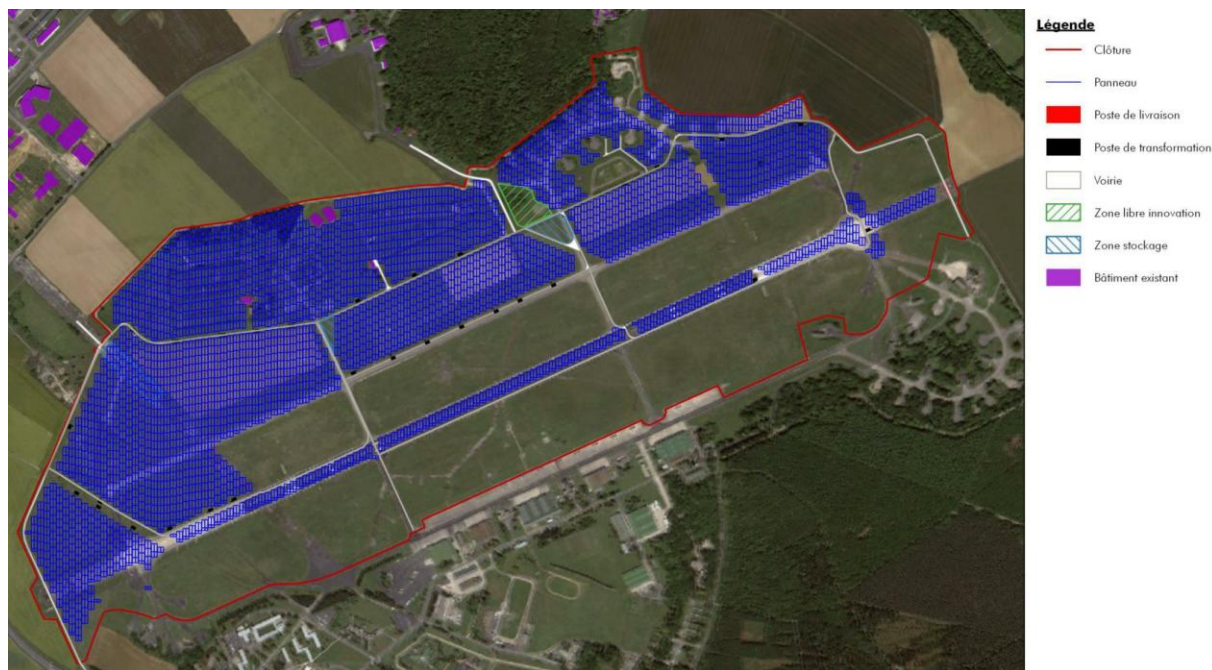 Légende
Clôture
Panneau
Poste de livraison
Poste de transformation
Voirie
Zone libre innovation
Zone stockage
Bâtiment existant